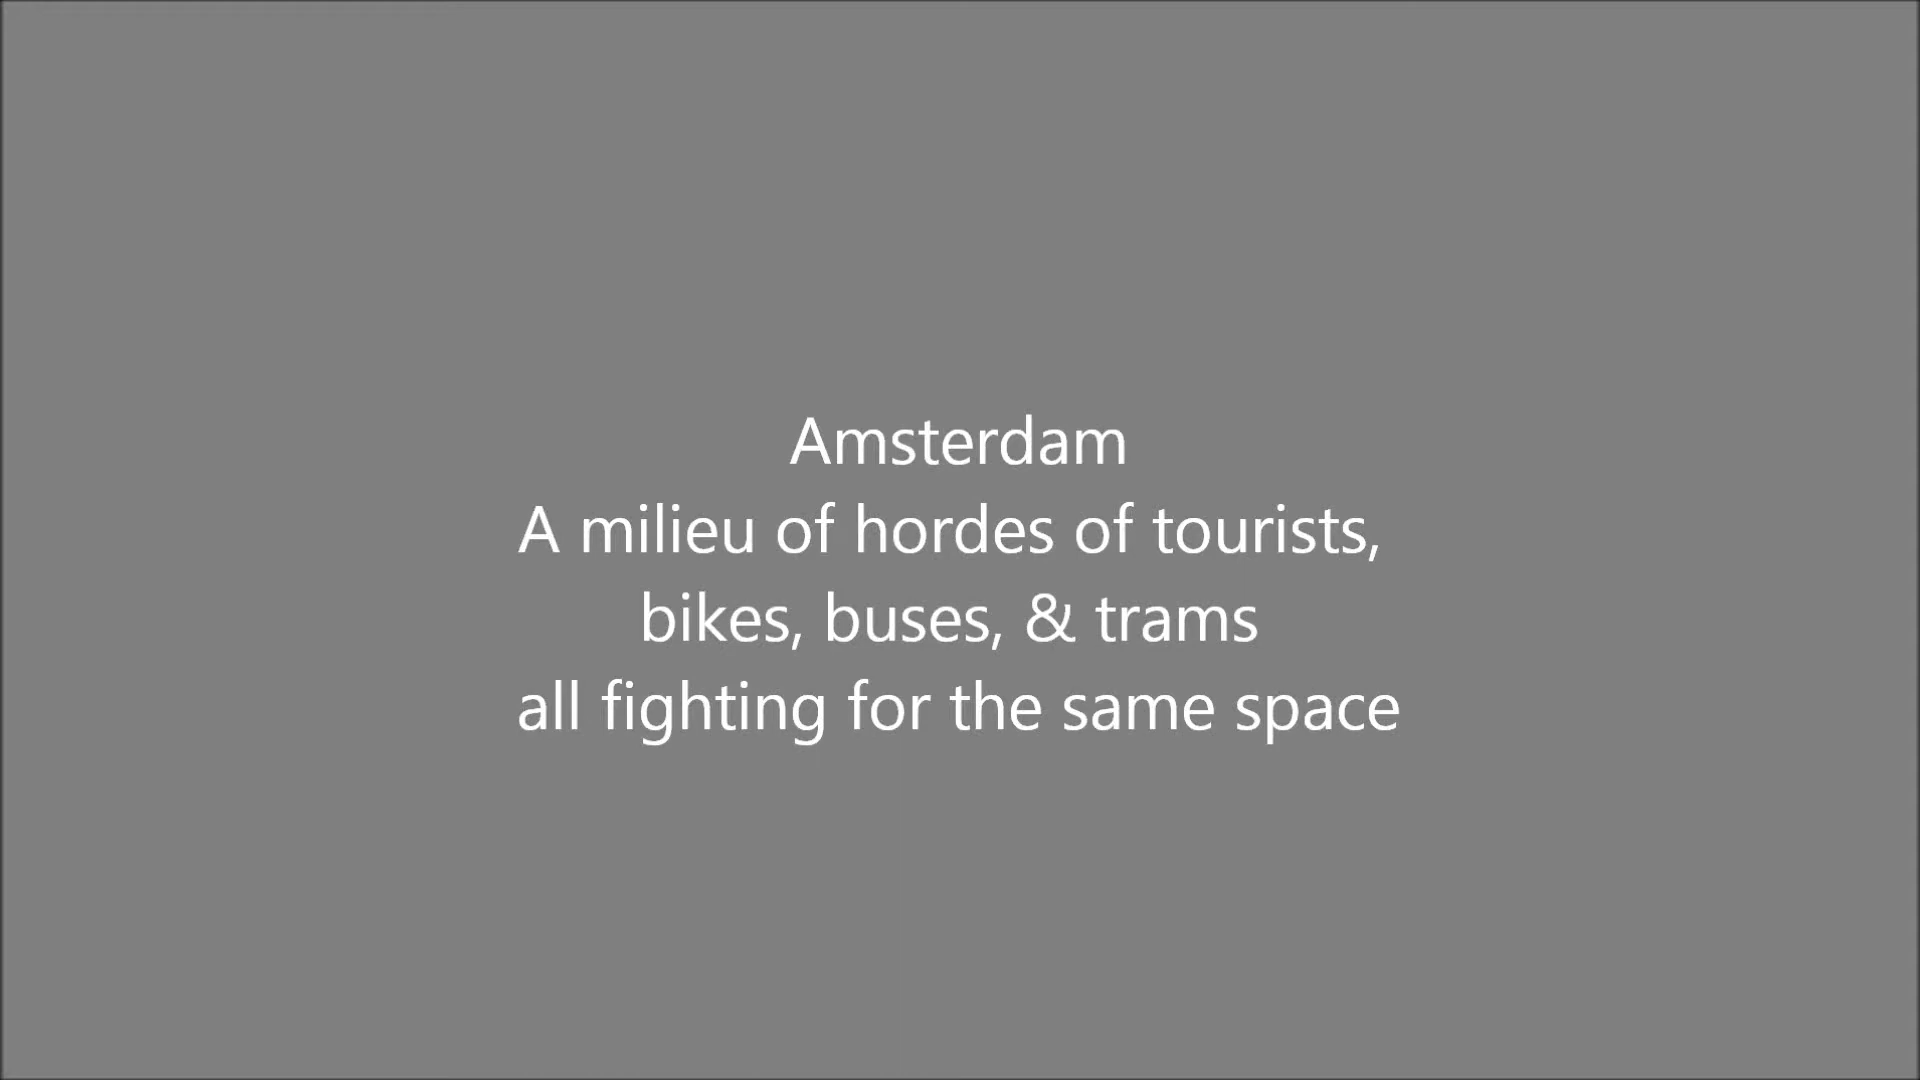 Amsterdam
A milieu of hordes of tourists,
bikes, buses, & trams
all fighting for the same space